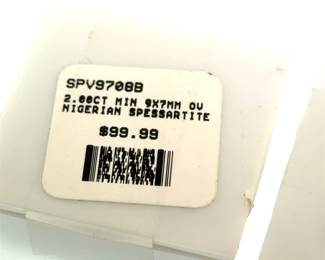 SPV9708B
2.00CT MIN 9X7MM OV
NIGERIAN SPESSARTITE
$99.99